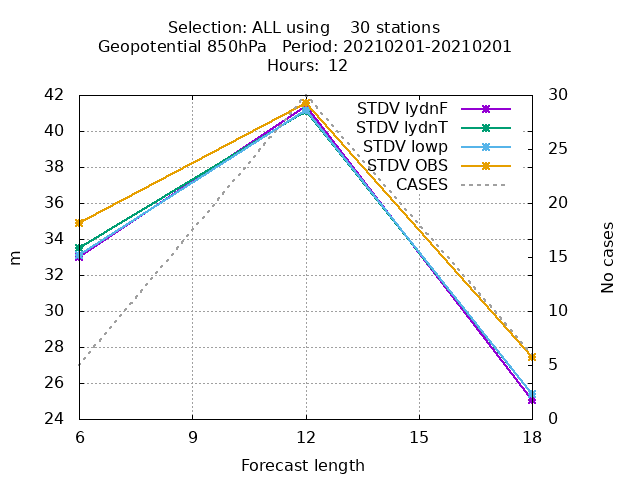 Selection: ALL using    30 stations
Geopotential 850hPa   Period: 20210201-20210201
Hours: 12
42
40
38
36
34
32
30
28
26
24
m
STDV lydnF
STDV lydnT
STDV lowp
STDV OBS
CASES
30
25
20
15
10
5
0
No cases
6 9 12 15 18
Forecast length